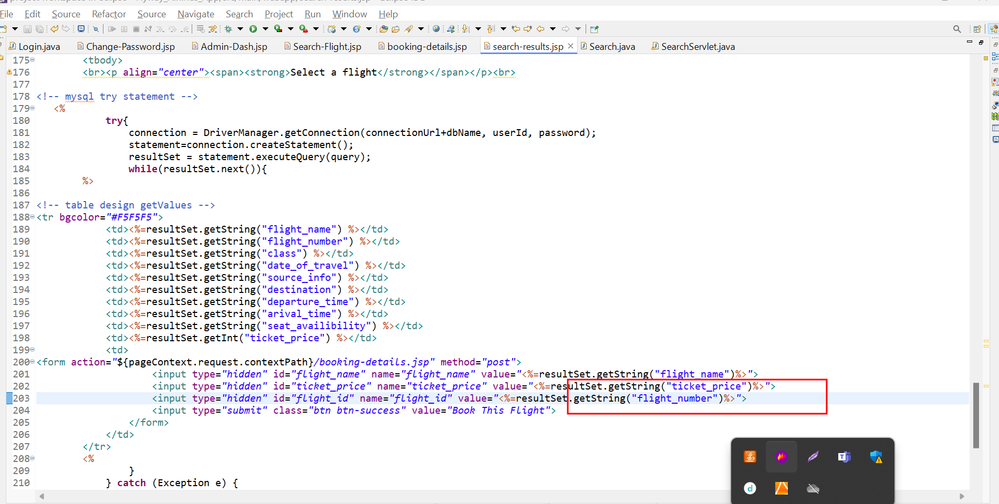 File Edit Source Refactor Source Navigate Search Project Run Window Help
Login.java Change-Password.jsp Admin-Dash.jsp Search-Flight.jsp booking-details.jsp search-results.jsp Search.java SearchServlet.java
175 <tbody>
176 <br><p align="center"><span><strong>Select a flight</strong></span></p><br>
177
178 <!-- mysql try statement -->
179 <%
180 try{
181 connection = DriverManager.getConnection(connectionUrl+dbName, userId, password);
182 statement=connection.createStatement();
183 resultSet = statement.executeQuery(query);
184 while(resultSet.next()){
185 %>
186
187 <!-- table design getValues -->
188 <tr bgcolor="#F5F5F5">
189 <td><%=resultSet.getString("flight_name") %></td>
190 <td><%=resultSet.getString("flight_number") %></td>
191 <td><%=resultSet.getString("class") %></td>
192 <td><%=resultSet.getString("date_of_travel") %></td>
193 <td><%=resultSet.getString("source_info") %></td>
194 <td><%=resultSet.getString("destination") %></td>
195 <td><%=resultSet.getString("departure_time") %></td>
196 <td><%=resultSet.getString("arival_time") %></td>
197 <td><%=resultSet.getString("seat_availibility") %></td>
198 <td><%=resultSet.getInt("ticket_price") %></td>
199 <td>
200 <form action="${pageContext.request.contextPath}/booking-details.jsp" method="post">
201 <input type="hidden" id="flight_name" name="flight_name" value="<%=resultSet.getString("flight_name")%>">
202 <input type="hidden" id="ticket_price" name="ticket_price" value="<%=resultSet.getString("ticket_price")%>">
203 <input type="hidden" id="flight_id" name="flight_id" value="<%=resultSet.getString("flight_number")%>">
204 <input type="submit" class="btn btn-success" value="Book This Flight">
205 </form>
206 </td>
207 </tr>
208 <%
209 }
210 } catch (Exception e) {